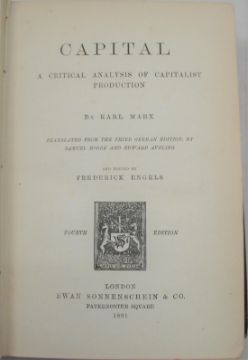 CAPITAL
A CRITICAL ANALYSIS OF CAPITALIST
PRODUCTION
BY KARL MARX
TRANSLATED FROM THE THIRD GERMAN EDITION, BY
SAMUEL MOORE AND EDWARD AVELING
AND EDITED BY
FREDERICK ENGELS
FOURTH EDITION
LONDON
SWAN SONNENSCHEIN & CO.
PATERNOSTER SQUARE
1891